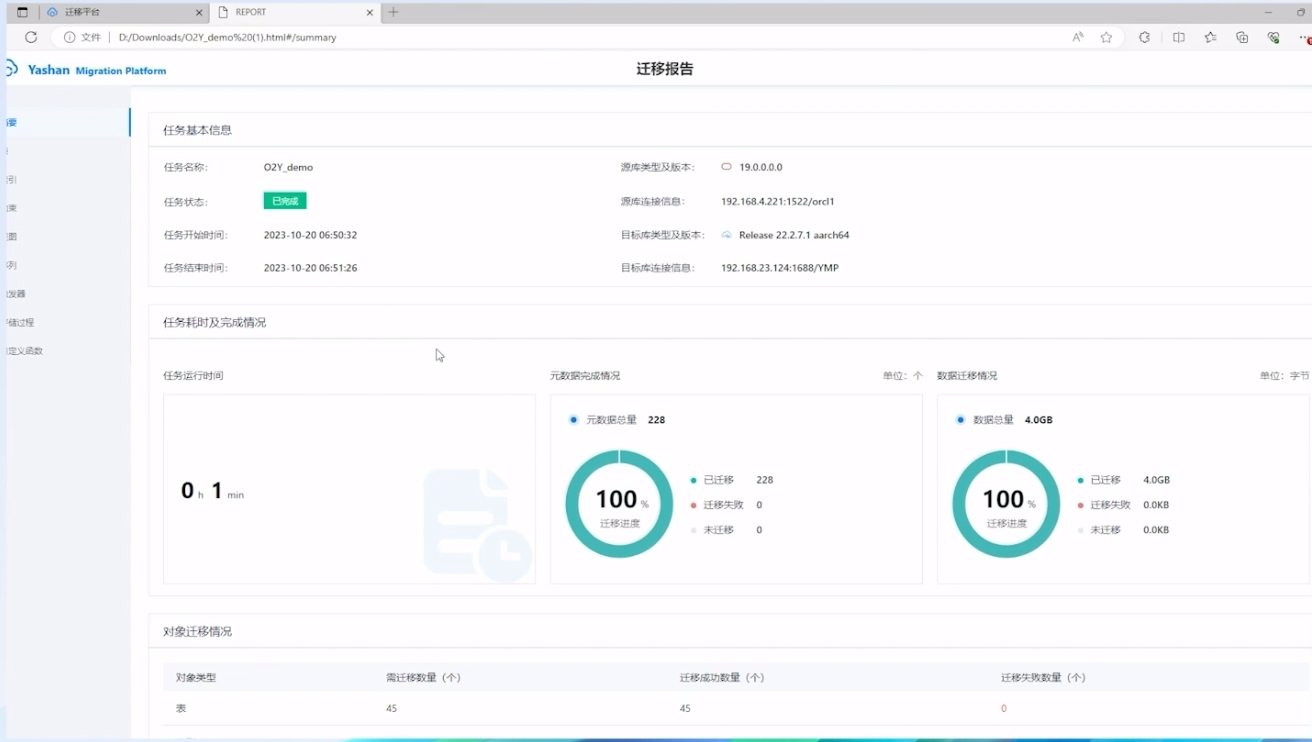 迁移平台
REPORT
文件
D:/Downloads/O2Y_demo%20(1).html#/summary
Yashan Migration Platform
迁移报告
要
引
束
图
列
发器
储过程
定义函数
任务基本信息
任务名称: O2Y_demo 源库类型及版本: 19.0.0.0.0
任务状态: 已完成 源库连接信息: 192.168.4.221:1522/orcl1
任务开始时间: 2023-10-20 06:50:32 目标库类型及版本: Release 22.2.7.1 aarch64
任务结束时间: 2023-10-20 06:51:26 目标库连接信息: 192.168.23.124:1688/YMP
任务耗时及完成情况
任务运行时间
0 h 1 min
元数据完成情况 单位: 个
元数据总量 228
100 %
迁移进度
已迁移 228
迁移失败 0
未迁移 0
数据迁移情况 单位: 字节
数据总量 4.0GB
100 %
迁移进度
已迁移 4.0GB
迁移失败 0.0KB
未迁移 0.0KB
对象迁移情况
对象类型 需迁移数量（个） 迁移成功数量（个） 迁移失败数量（个）
表 45 45 0